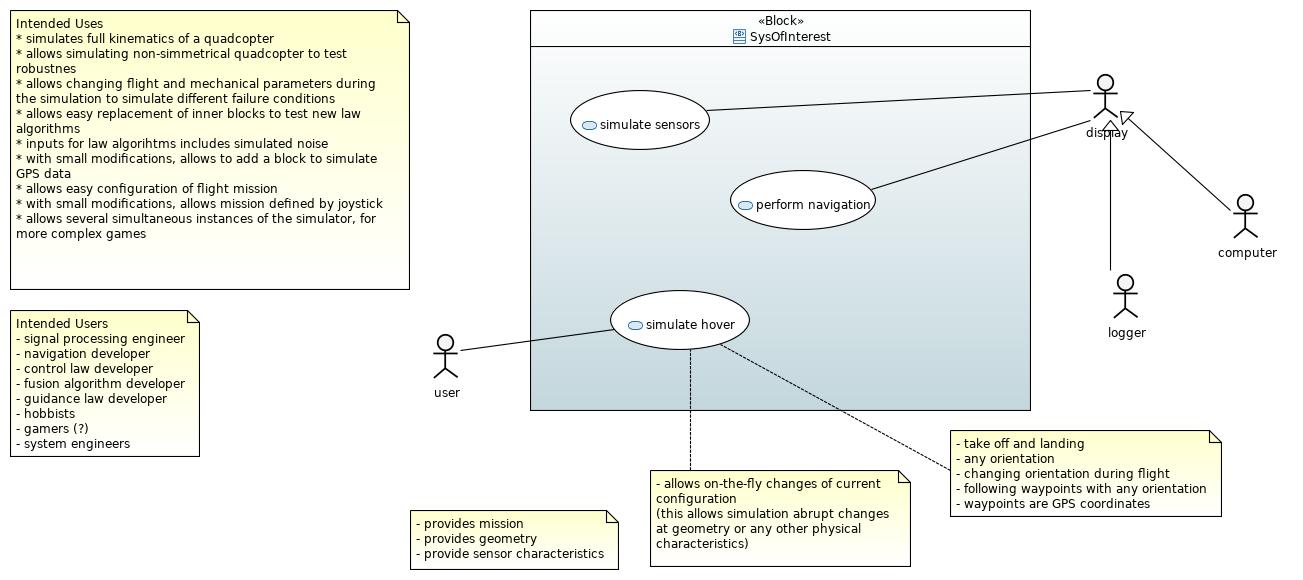 Intended Uses
* simulates full kinematics of a quadcopter
* allows simulating non-simmetrical quadcopter to test
robustnes
* allows changing flight and mechanical parameters during
the simulation to simulate different failure conditions
* allows easy replacement of inner blocks to test new law
algorithms
* inputs for law algorihtms includes simulated noise
* with small modifications, allows to add a block to simulate
GPS data
* allows easy configuration of flight mission
* with small modifications, allows mission defined by joystick
* allows several simultaneous instances of the simulator, for
more complex games
Intended Users
- signal processing engineer
- navigation developer
- control law developer
- fusion algorithm developer
- guidance law developer
- hobbists
- gamers (?)
- system engineers
«Block»
SysOfInterest
simulate sensors
perform navigation
simulate hover
user
display
computer
logger
- provides mission
- provides geometry
- provide sensor characteristics
- allows on-the-fly changes of current
configuration
(this allows simulation abrupt changes
at geometry or any other physical
characteristics)
- take off and landing
- any orientation
- changing orientation during flight
- following waypoints with any orientation
- waypoints are GPS coordinates